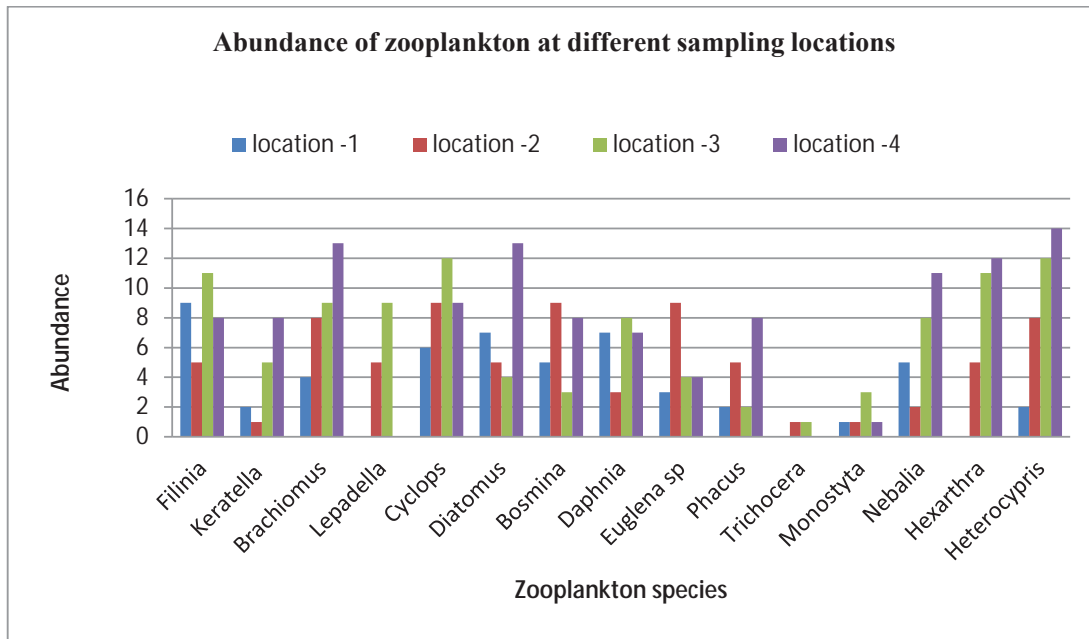 Abundance of zooplankton at different sampling locations
location -1 location -2 location -3 location -4
16
14
12
10
8
6
4
2
0
Abundance
Filinia
Keratella
Brachiomus
Lepadella
Cyclops
Diatomus
Bosmina
Daphnia
Euglena sp
Phacus
Trichocera
Monostyta
Nebalia
Hexarthra
Heterocypris
Zooplankton species